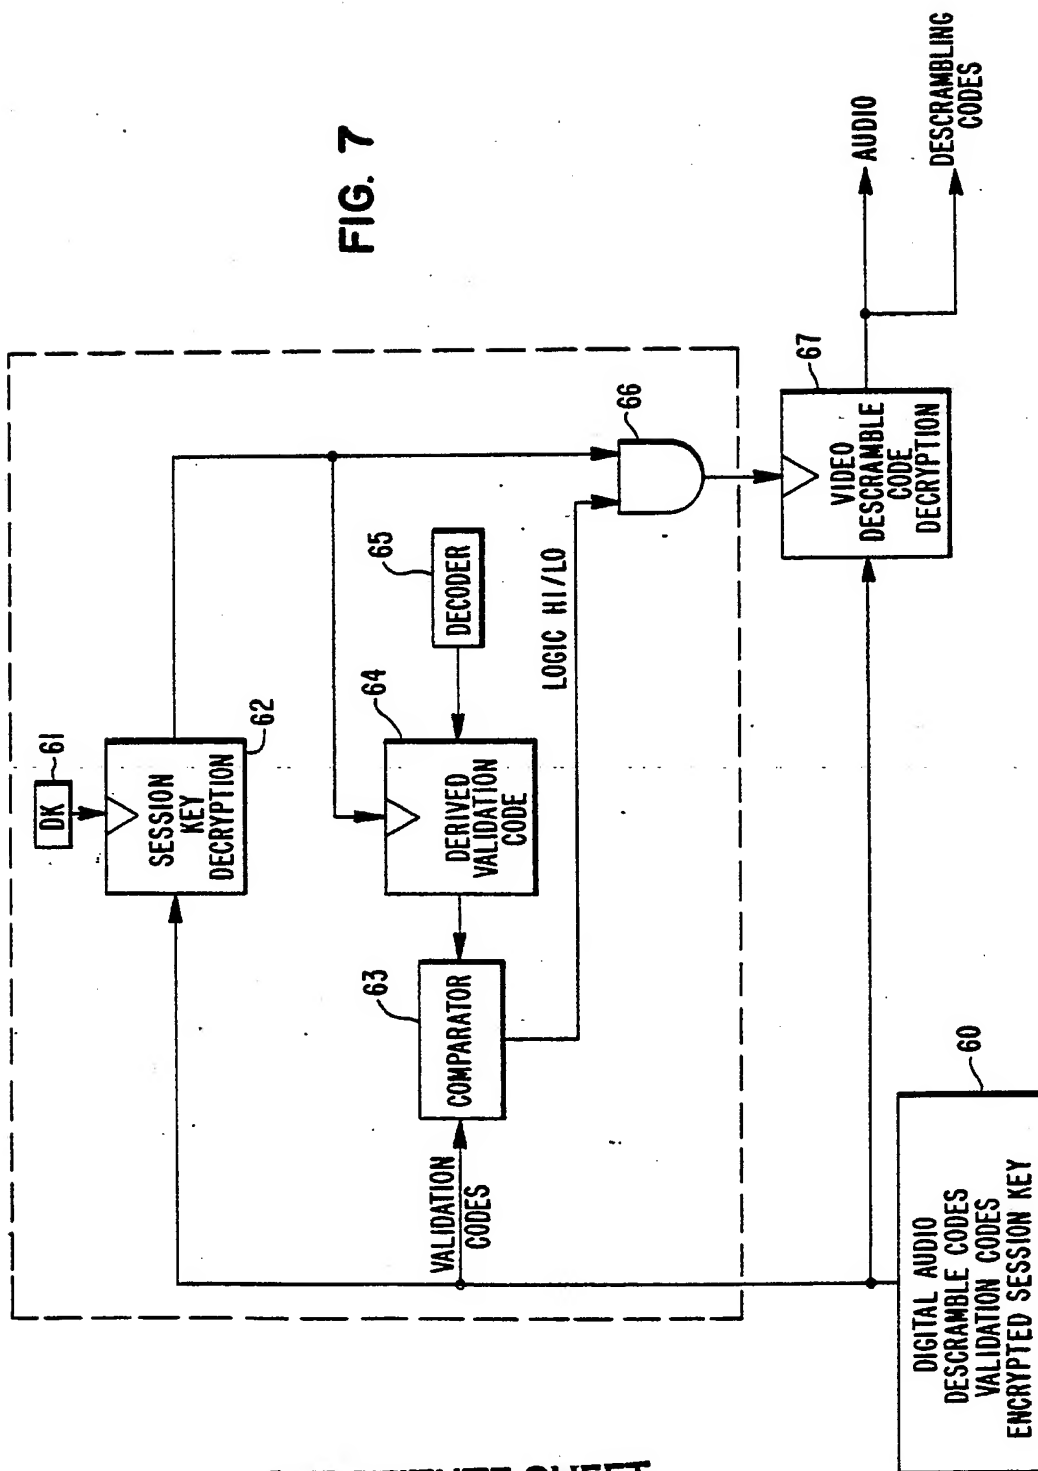 FIG. 7
DK
61
SESSION
KEY
DECRYPTION
62
VALIDATION
CODES
COMPARATOR
63
DERIVED
VALIDATION
CODE
64
DECODER
65
LOGIC HI/LO
66
VIDEO
DESCRAMBLE
CODE
DECRYPTION
67
AUDIO
DESCRAMBLING
CODES
DIGITAL AUDIO
DESCRAMBLE CODES
VALIDATION CODES
ENCRYPTED SESSION KEY
60
SHEET